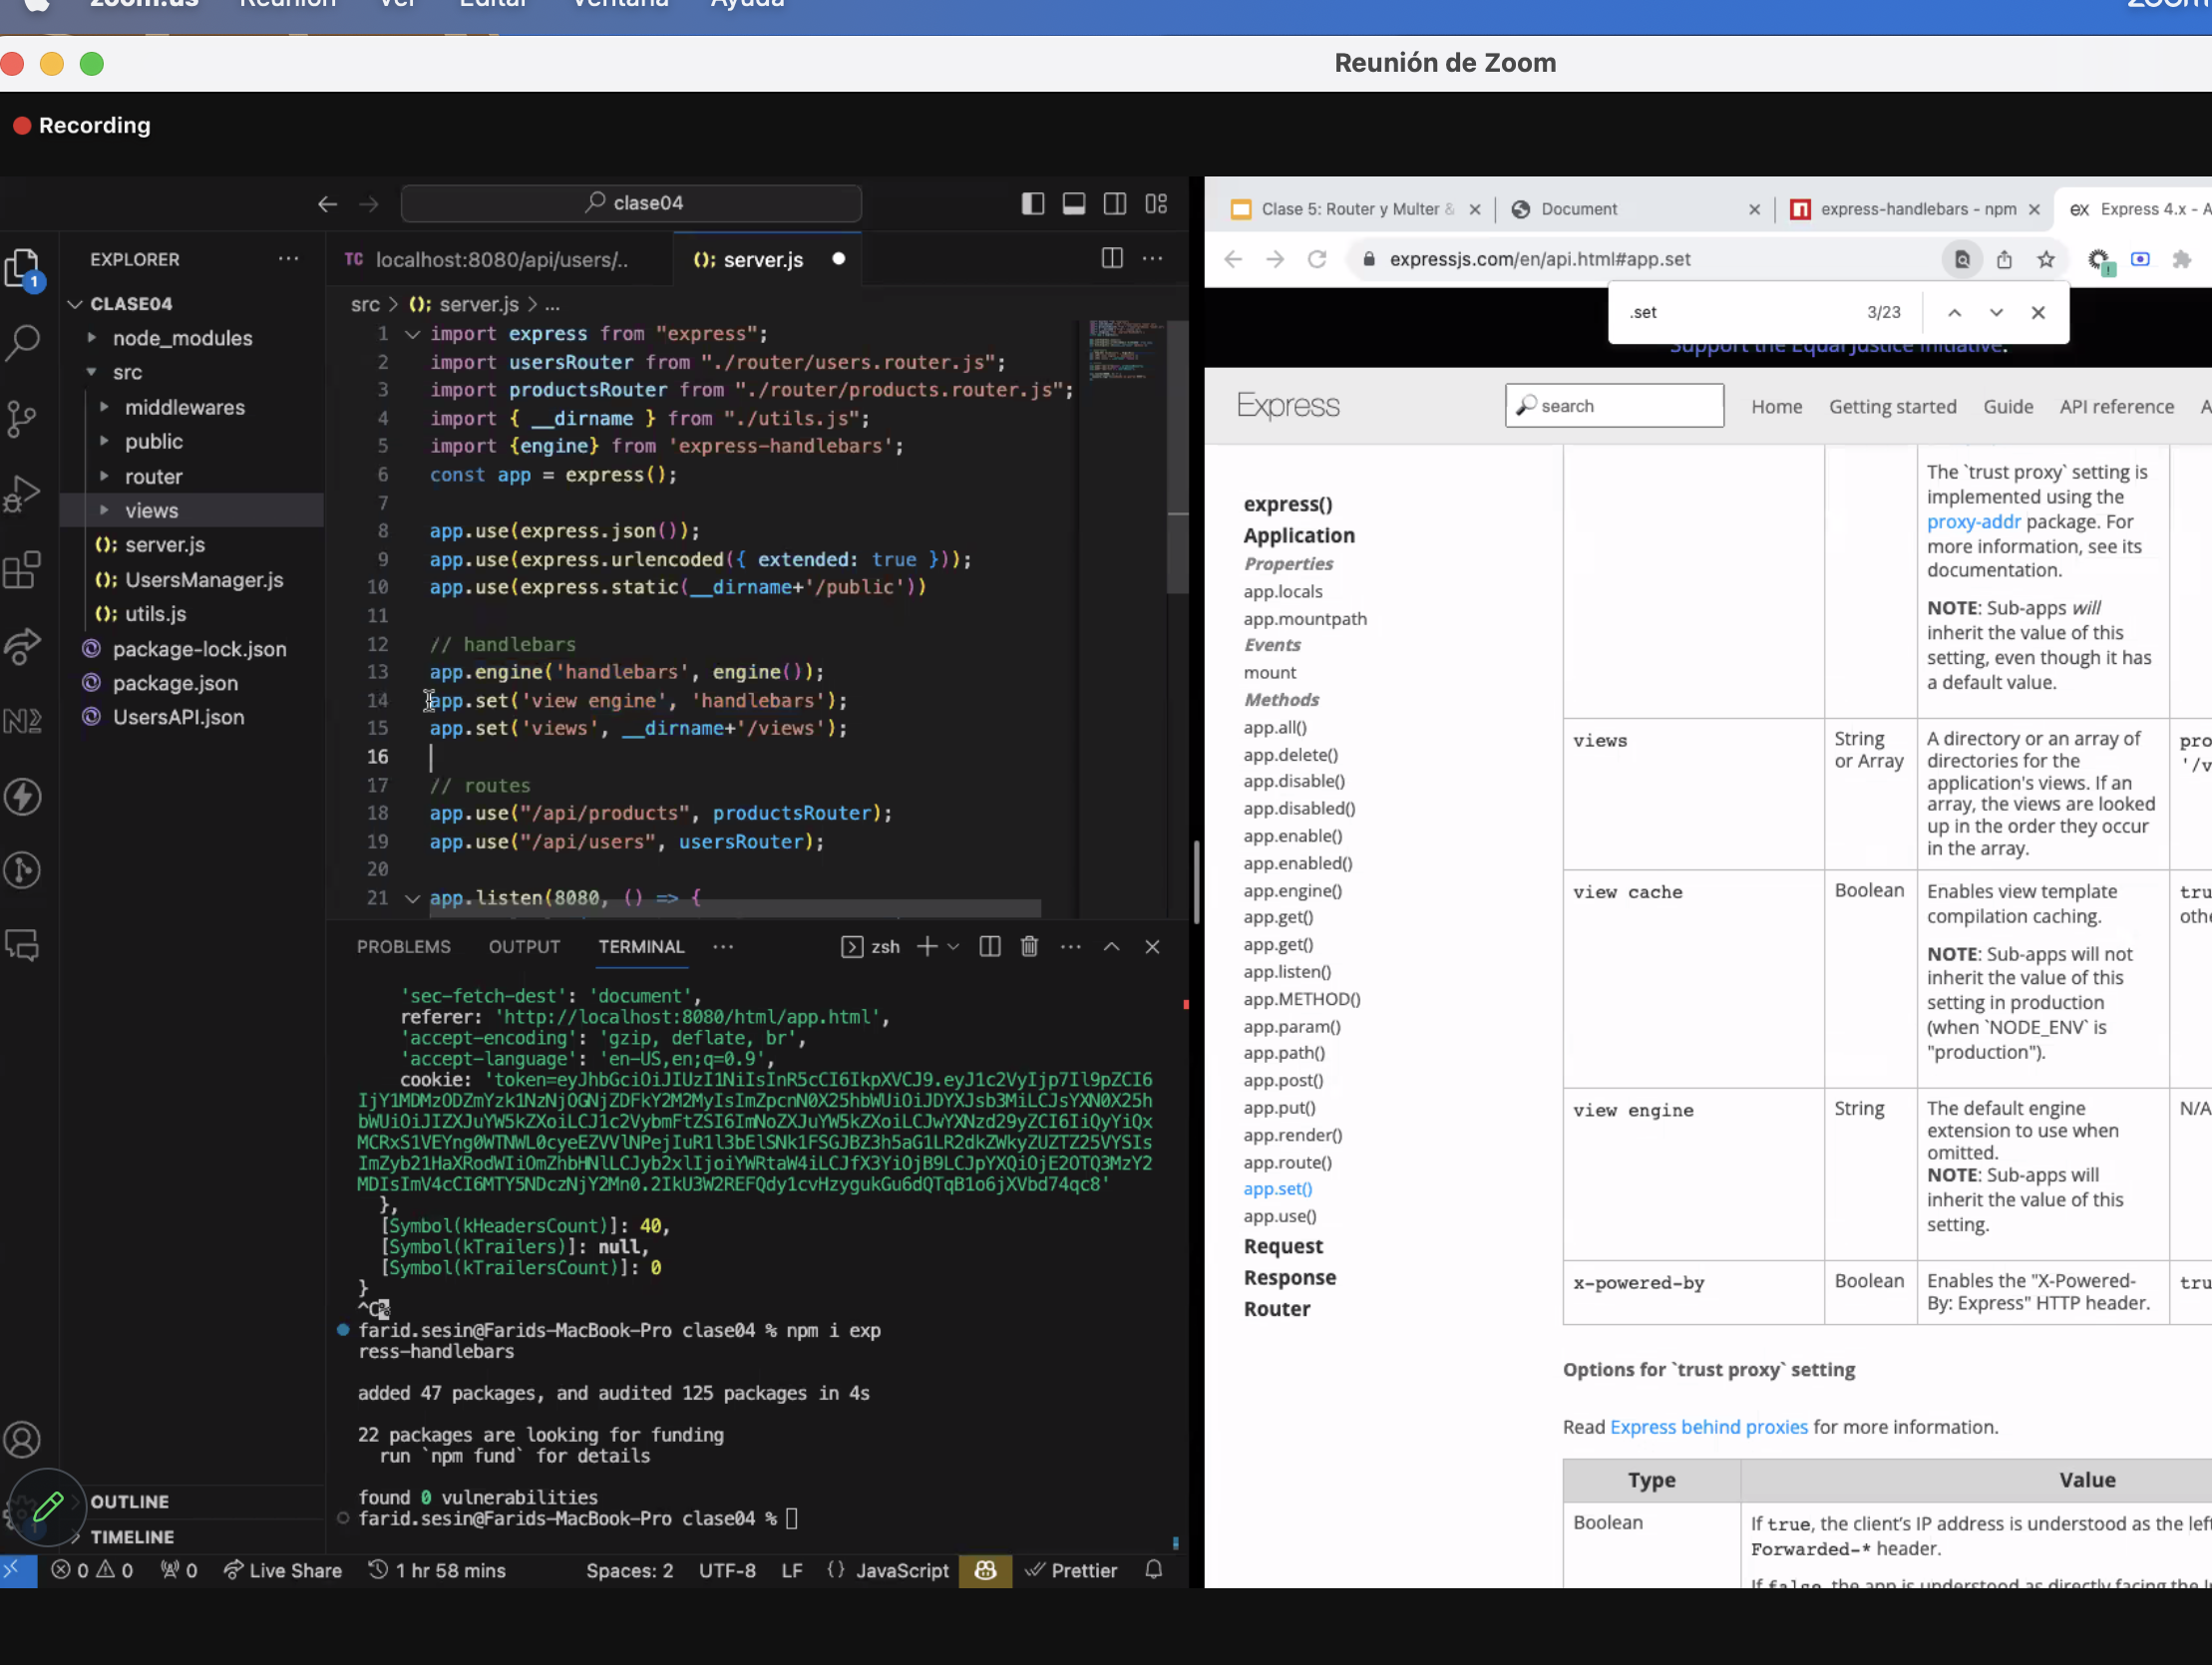 zoom.us Reunión Ver Editar Ventana Ayuda
Reunión de Zoom
Recording
clase04
EXPLORER
CLASE04
node_modules
src
middlewares
public
router
views
server.js
UsersManager.js
utils.js
package-lock.json
package.json
UsersAPI.json
OUTLINE
TIMELINE
localhost:8080/api/users/..
server.js
src > server.js > ...
1 import express from "express";
2 import usersRouter from "./router/users.router.js";
3 import productsRouter from "./router/products.router.js";
4 import { __dirname } from "./utils.js";
5 import {engine} from 'express-handlebars';
6 const app = express();
7
8 app.use(express.json());
9 app.use(express.urlencoded({ extended: true }));
10 app.use(express.static(__dirname+'/public'))
11
12 // handlebars
13 app.engine('handlebars', engine());
14 app.set('view engine', 'handlebars');
15 app.set('views', __dirname+'/views');
16
17 // routes
18 app.use("/api/products", productsRouter);
19 app.use("/api/users", usersRouter);
20
21 app.listen(8080, () => {
PROBLEMS OUTPUT TERMINAL ··· zsh
'sec-fetch-dest': 'document',
referer: 'http://localhost:8080/html/app.html',
'accept-encoding': 'gzip, deflate, br',
'accept-language': 'en-US,en;q=0.9',
},
[Symbol(kHeadersCount)]: 40,
[Symbol(kTrailers)]: null,
[Symbol(kTrailersCount)]: 0
}
^C%
farid.sesin@Farids-MacBook-Pro clase04 % npm i exp
ress-handlebars
added 47 packages, and audited 125 packages in 4s
22 packages are looking for funding
run `npm fund` for details
found 0 vulnerabilities
farid.sesin@Farids-MacBook-Pro clase04 %
0 0 0 Live Share 1 hr 58 mins Spaces: 2 UTF-8 LF {} JavaScript Prettier
Clase 5: Router y Multer & Document express-handlebars - npm ex Express 4.x - A
expressjs.com/en/api.html#app.set
.set 3/23
Support the Equal Justice Initiative.
Express search Home Getting started Guide API reference
express()
Application
Properties
app.locals
app.mountpath
Events
mount
Methods
app.all()
app.delete()
app.disable()
app.disabled()
app.enable()
app.enabled()
app.engine()
app.get()
app.get()
app.listen()
app.METHOD()
app.param()
app.path()
app.post()
app.put()
app.render()
app.route()
app.set()
app.use()
Request
Response
Router
The `trust proxy` setting is
implemented using the
proxy-addr package. For
more information, see its
documentation.
NOTE: Sub-apps will
inherit the value of this
setting, even though it has
a default value.
views
String
or Array
A directory or an array of
directories for the
application's views. If an
array, the views are looked
up in the order they occur
in the array.
pro
'/v
view cache
Boolean
Enables view template
compilation caching.
NOTE: Sub-apps will not
inherit the value of this
setting in production
(when `NODE_ENV` is
"production").
tru
othe
view engine
String
The default engine
extension to use when
omitted.
NOTE: Sub-apps will
inherit the value of this
setting.
N/A
x-powered-by
Boolean
Enables the "X-Powered-
By: Express" HTTP header.
tru
Options for `trust proxy` setting
Read Express behind proxies for more information.
Type Value
Boolean
If true, the client's IP address is understood as the left
Forwarded-* header.
If false, the app is understood as directly facing the I